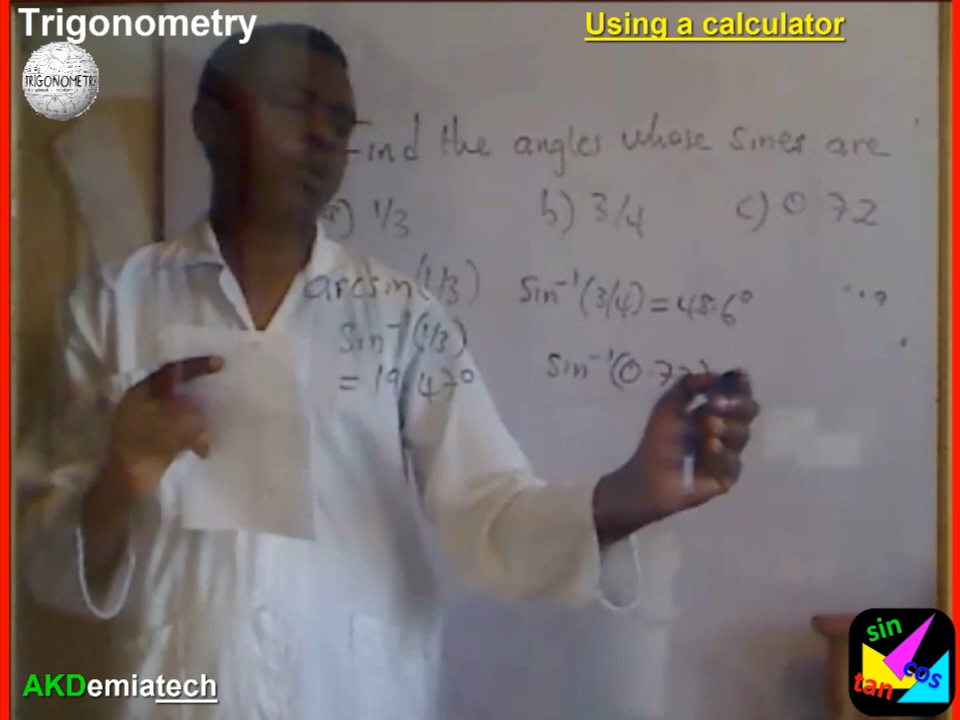 Trigonometry
Using a calculator
TRIGONOMETR
Find the angles whose sines are
a) 1/3 b) 3/4 c) 0.72
arcsin(1/3) sin⁻¹(3/4) = 48.6°
sin⁻¹(1/3)
= 19.47° sin⁻¹(0.72)
AKDemiatech
sin
cos
tan